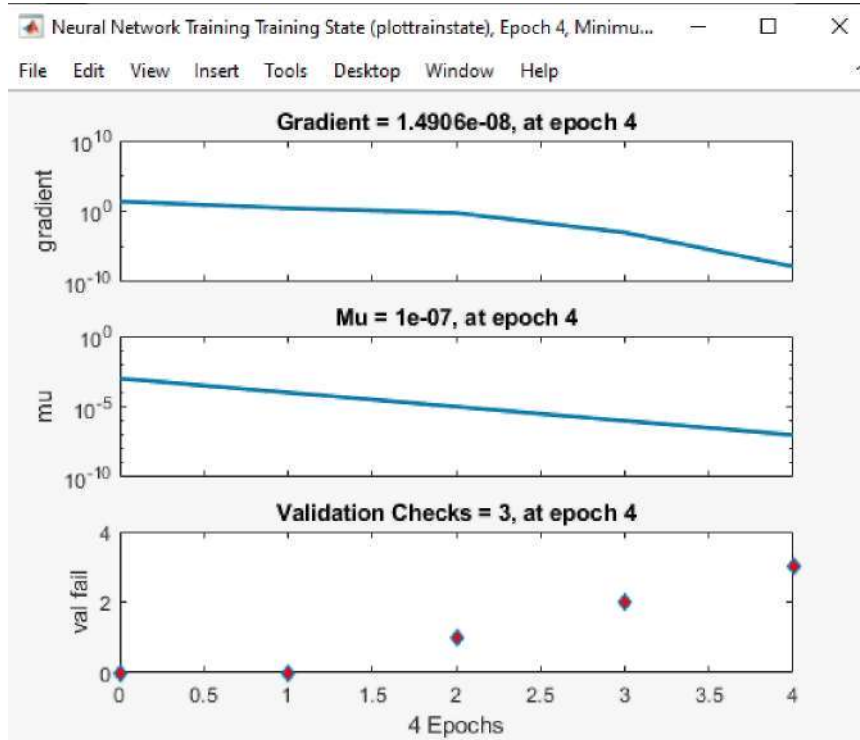 Neural Network Training Training State (plottrainstate), Epoch 4, Minimu...
File Edit View Insert Tools Desktop Window Help
Gradient = 1.4906e-08, at epoch 4
10^10
10^0
10^-10
gradient
Mu = 1e-07, at epoch 4
10^0
10^-5
10^-10
mu
Validation Checks = 3, at epoch 4
4
2
0
val fail
0 0.5 1 1.5 2 2.5 3 3.5 4
4 Epochs